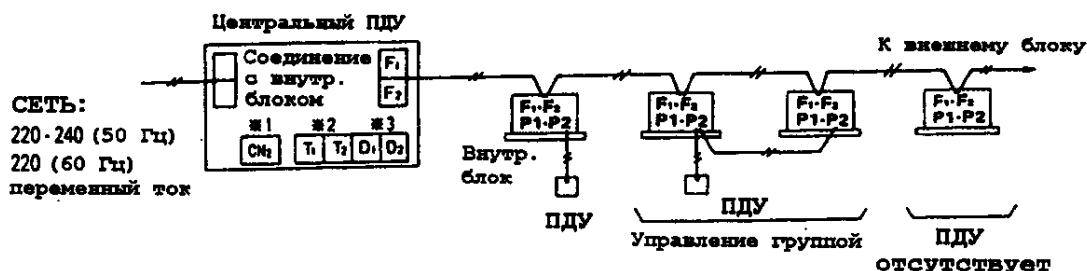 Центральный ПДУ
Соединение
с внутр.
блоком
F₁
F₂
К внешнему блоку
СЕТЬ:
220-240 (50 Гц)
220 (60 Гц)
переменный ток
※1 ※2 ※3
CN₂ T₁ T₂ D₁ D₂
F₁·F₂
P1·P2
F₁·F₂
P1·P2
F₁·F₂
P1·P2
F₁·F₂
P1·P2
Внутр.
блок
ПДУ
ПДУ
Управление группой
ПДУ
отсутствует